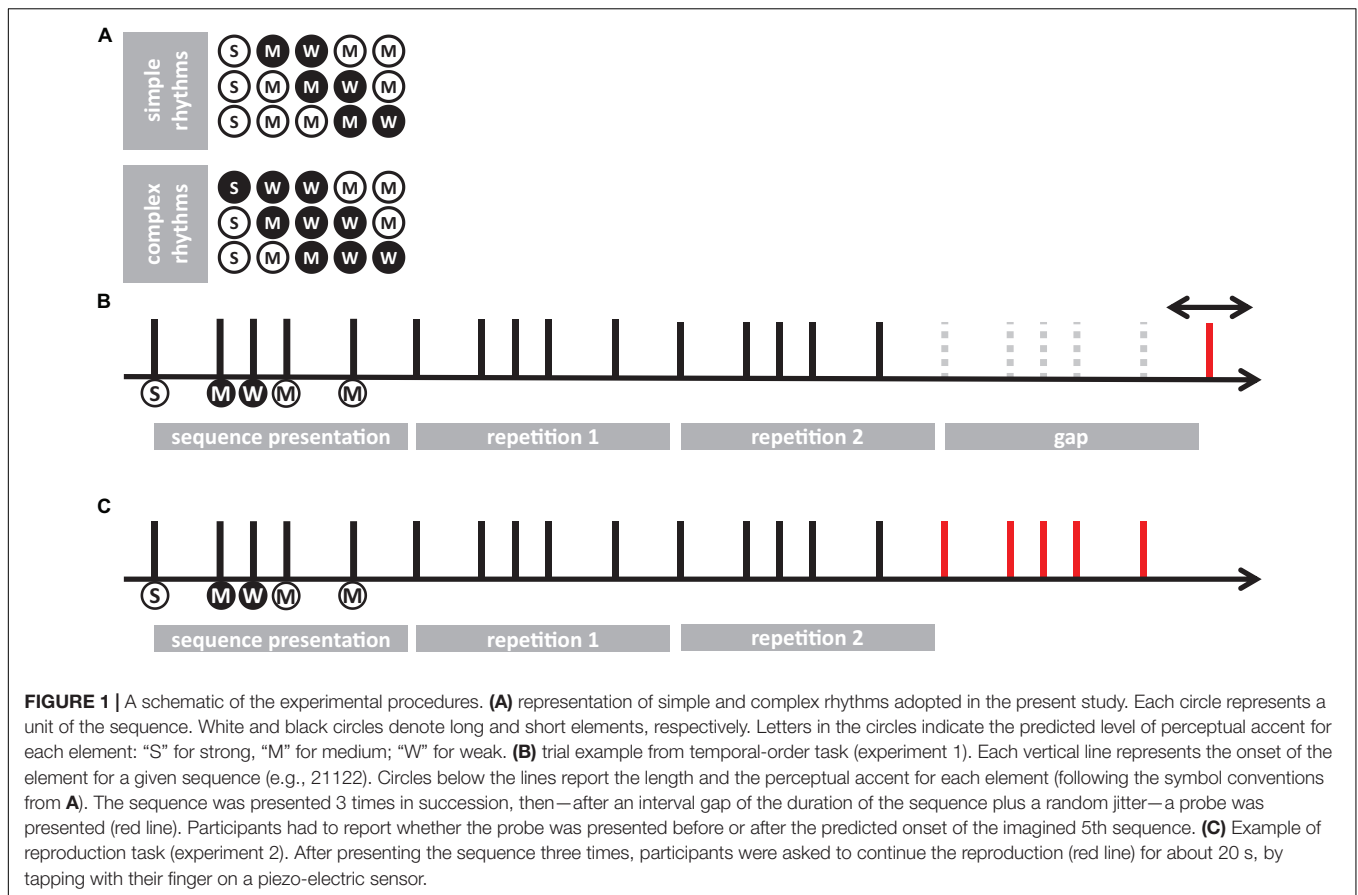 A
simple
rhythms
S M W M M
S M M W M
S M M M W
complex
rhythms
S W W M M
S M W W M
S M M W W
B
S M W M M
sequence presentation repetition 1 repetition 2 gap
C
S M W M M
sequence presentation repetition 1 repetition 2
FIGURE 1 | A schematic of the experimental procedures. (A) representation of simple and complex rhythms adopted in the present study. Each circle represents a
unit of the sequence. White and black circles denote long and short elements, respectively. Letters in the circles indicate the predicted level of perceptual accent for
each element: “S” for strong, “M” for medium; “W” for weak. (B) trial example from temporal-order task (experiment 1). Each vertical line represents the onset of the
element for a given sequence (e.g., 21122). Circles below the lines report the length and the perceptual accent for each element (following the symbol conventions
from A). The sequence was presented 3 times in succession, then—after an interval gap of the duration of the sequence plus a random jitter—a probe was
presented (red line). Participants had to report whether the probe was presented before or after the predicted onset of the imagined 5th sequence. (C) Example of
reproduction task (experiment 2). After presenting the sequence three times, participants were asked to continue the reproduction (red line) for about 20 s, by
tapping with their finger on a piezo-electric sensor.